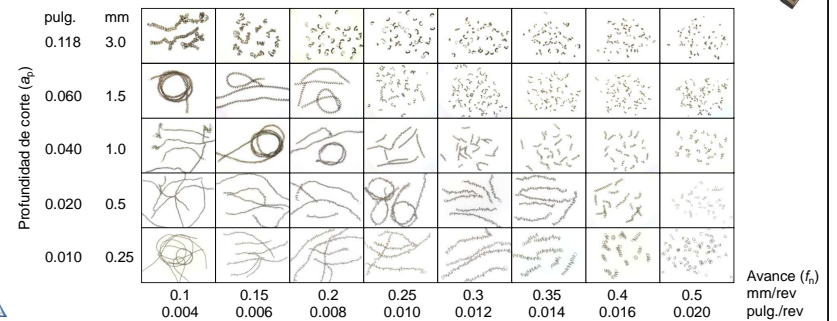 pulg. mm
0.118 3.0
0.060 1.5
0.040 1.0
0.020 0.5
0.010 0.25
Profundidad de corte (ap)
Avance (fn)
0.1 0.15 0.2 0.25 0.3 0.35 0.4 0.5 mm/rev
0.004 0.006 0.008 0.010 0.012 0.014 0.016 0.020 pulg./rev